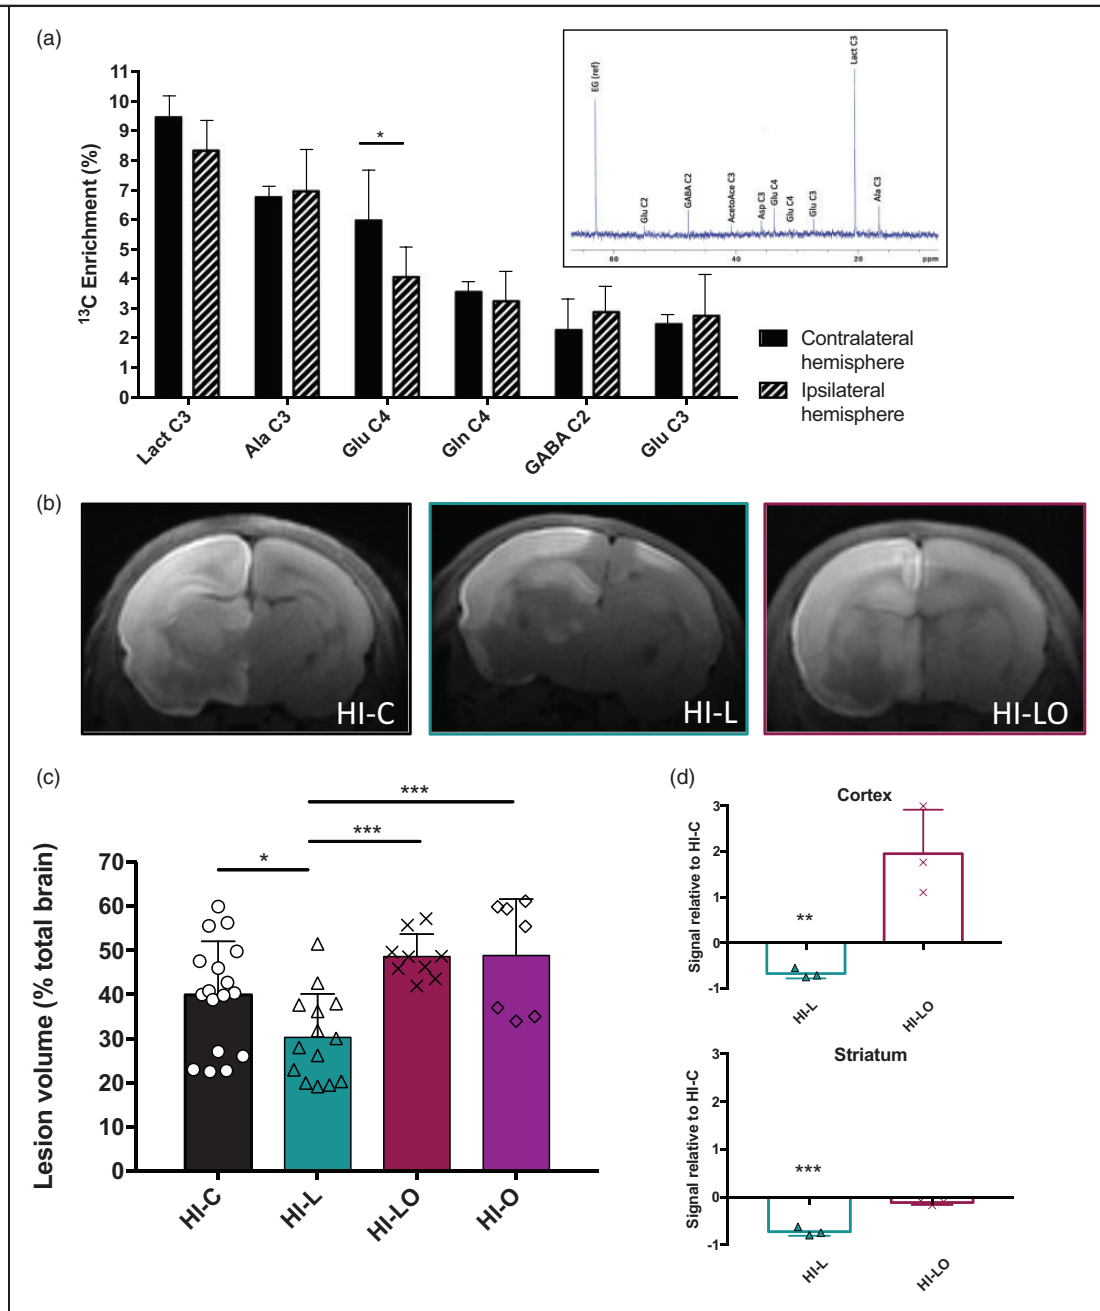 (a)
11
10
9
8
7
6
5
4
3
2
1
0
¹³C Enrichment (%)
*
Lact C3
Ala C3
Glu C4
Gln C4
GABA C2
Glu C3
EG (ref)
Glu C2
GABA C2
AcetoAce C3
Asp C3
Glu C4
Glu C4
Glu C3
Lact C3
Ala C3
60
40
20
ppm
Contralateral
hemisphere
Ipsilateral
hemisphere
(b)
HI-C
HI-L
HI-LO
(c)
***
***
*
Lesion volume (% total brain)
70
60
50
40
30
20
10
0
HI-C
HI-L
HI-LO
HI-O
(d)
Cortex
Signal relative to HI-C
3
2
1
0
-1
**
HI-L
HI-LO
Striatum
Signal relative to HI-C
3
2
1
0
-1
***
HI-L
HI-LO